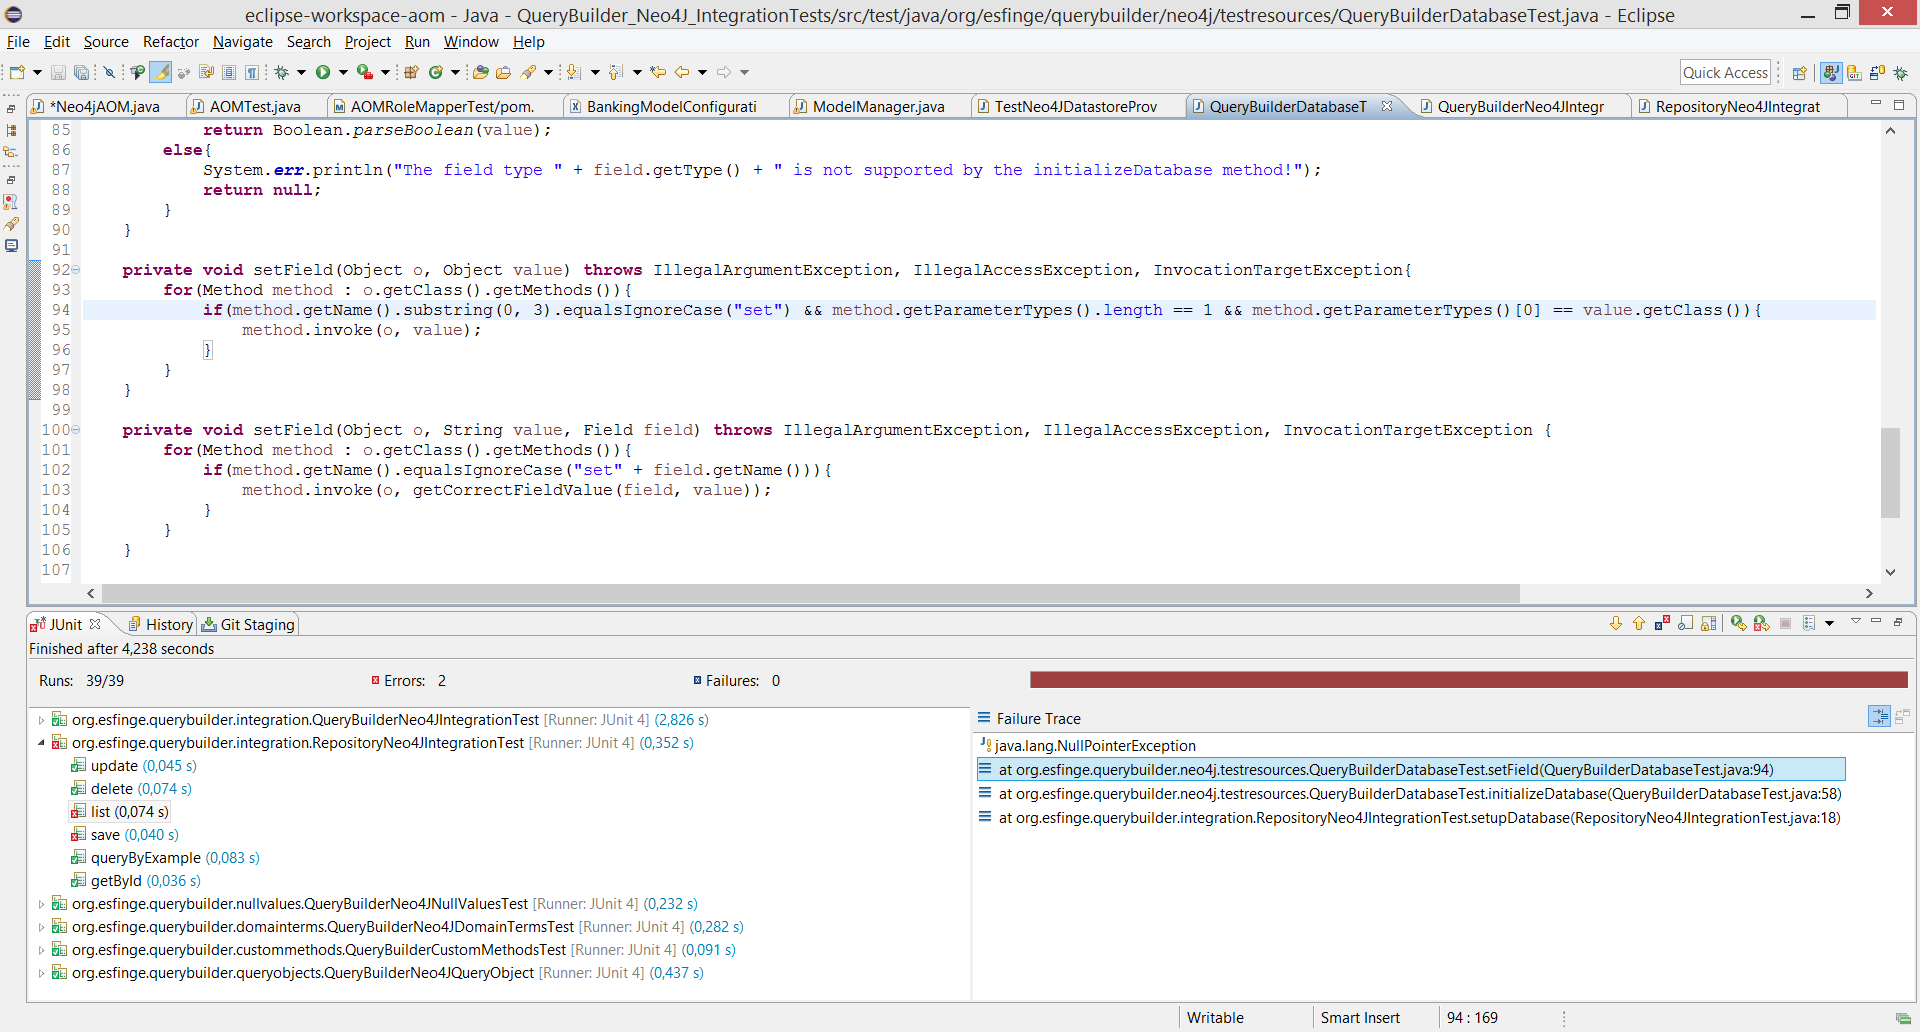 eclipse-workspace-aom - Java - QueryBuilder_Neo4J_IntegrationTests/src/test/java/org/esfinge/querybuilder/neo4j/testresources/QueryBuilderDatabaseTest.java - Eclipse
File Edit Source Refactor Navigate Search Project Run Window Help
Quick Access
*Neo4jAOM.java AOMTest.java AOMRoleMapperTest/pom. BankingModelConfigurati ModelManager.java TestNeo4JDatastoreProv QueryBuilderDatabaseT QueryBuilderNeo4JIntegr RepositoryNeo4JIntegrat
85 return Boolean.parseBoolean(value);
86 else{
87 System.err.println("The field type " + field.getType() + " is not supported by the initializeDatabase method!");
88 return null;
89 }
90 }
91
92 private void setField(Object o, Object value) throws IllegalArgumentException, IllegalAccessException, InvocationTargetException{
93 for(Method method : o.getClass().getMethods()){
94 if(method.getName().substring(0, 3).equalsIgnoreCase("set") && method.getParameterTypes().length == 1 && method.getParameterTypes()[0] == value.getClass()){
95 method.invoke(o, value);
96 }
97 }
98 }
99
100 private void setField(Object o, String value, Field field) throws IllegalArgumentException, IllegalAccessException, InvocationTargetException {
101 for(Method method : o.getClass().getMethods()){
102 if(method.getName().equalsIgnoreCase("set" + field.getName())){
103 method.invoke(o, getCorrectFieldValue(field, value));
104 }
105 }
106 }
107
JUnit History Git Staging
Finished after 4,238 seconds
Runs: 39/39 Errors: 2 Failures: 0
org.esfinge.querybuilder.integration.QueryBuilderNeo4JIntegrationTest [Runner: JUnit 4] (2,826 s)
org.esfinge.querybuilder.integration.RepositoryNeo4JIntegrationTest [Runner: JUnit 4] (0,352 s)
update (0,045 s)
delete (0,074 s)
list (0,074 s)
save (0,040 s)
queryByExample (0,083 s)
getById (0,036 s)
org.esfinge.querybuilder.nullvalues.QueryBuilderNeo4JNullValuesTest [Runner: JUnit 4] (0,232 s)
org.esfinge.querybuilder.domainterms.QueryBuilderNeo4JDomainTermsTest [Runner: JUnit 4] (0,282 s)
org.esfinge.querybuilder.custommethods.QueryBuilderCustomMethodsTest [Runner: JUnit 4] (0,091 s)
org.esfinge.querybuilder.queryobjects.QueryBuilderNeo4JQueryObject [Runner: JUnit 4] (0,437 s)
Failure Trace
java.lang.NullPointerException
at org.esfinge.querybuilder.neo4j.testresources.QueryBuilderDatabaseTest.setField(QueryBuilderDatabaseTest.java:94)
at org.esfinge.querybuilder.neo4j.testresources.QueryBuilderDatabaseTest.initializeDatabase(QueryBuilderDatabaseTest.java:58)
at org.esfinge.querybuilder.integration.RepositoryNeo4JIntegrationTest.setupDatabase(RepositoryNeo4JIntegrationTest.java:18)
Writable Smart Insert 94 : 169